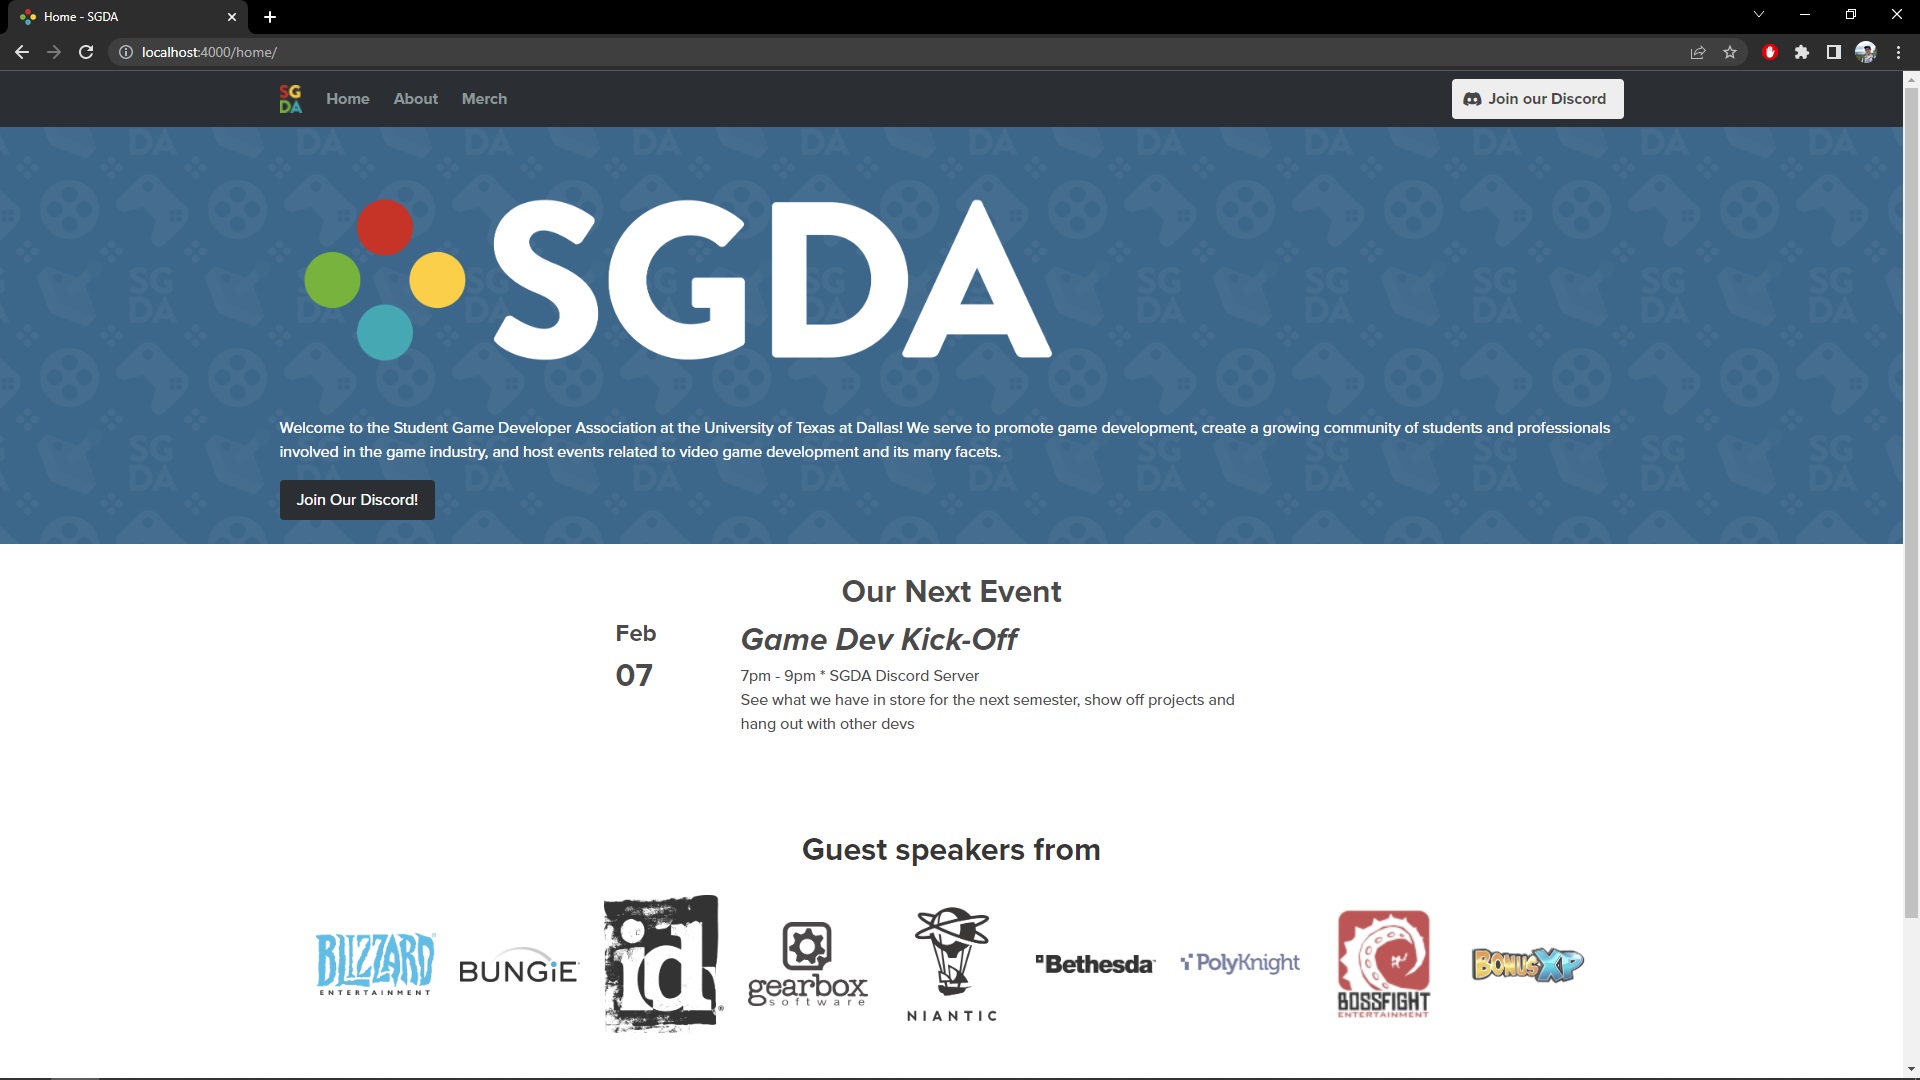 Home - SGDA
localhost:4000/home/
SG
DA
Home
About
Merch
Join our Discord
SGDA
Welcome to the Student Game Developer Association at the University of Texas at Dallas! We serve to promote game development, create a growing community of students and professionals
involved in the game industry, and host events related to video game development and its many facets.
Join Our Discord!
Our Next Event
Feb
07
Game Dev Kick-Off
7pm - 9pm * SGDA Discord Server
See what we have in store for the next semester, show off projects and
hang out with other devs
Guest speakers from
BLIZZARD
ENTERTAINMENT
BUNGiE
id
gearbox
software
NIANTIC
Bethesda
PolyKnight
BOSSFIGHT
ENTERTAINMENT
BONUSXP